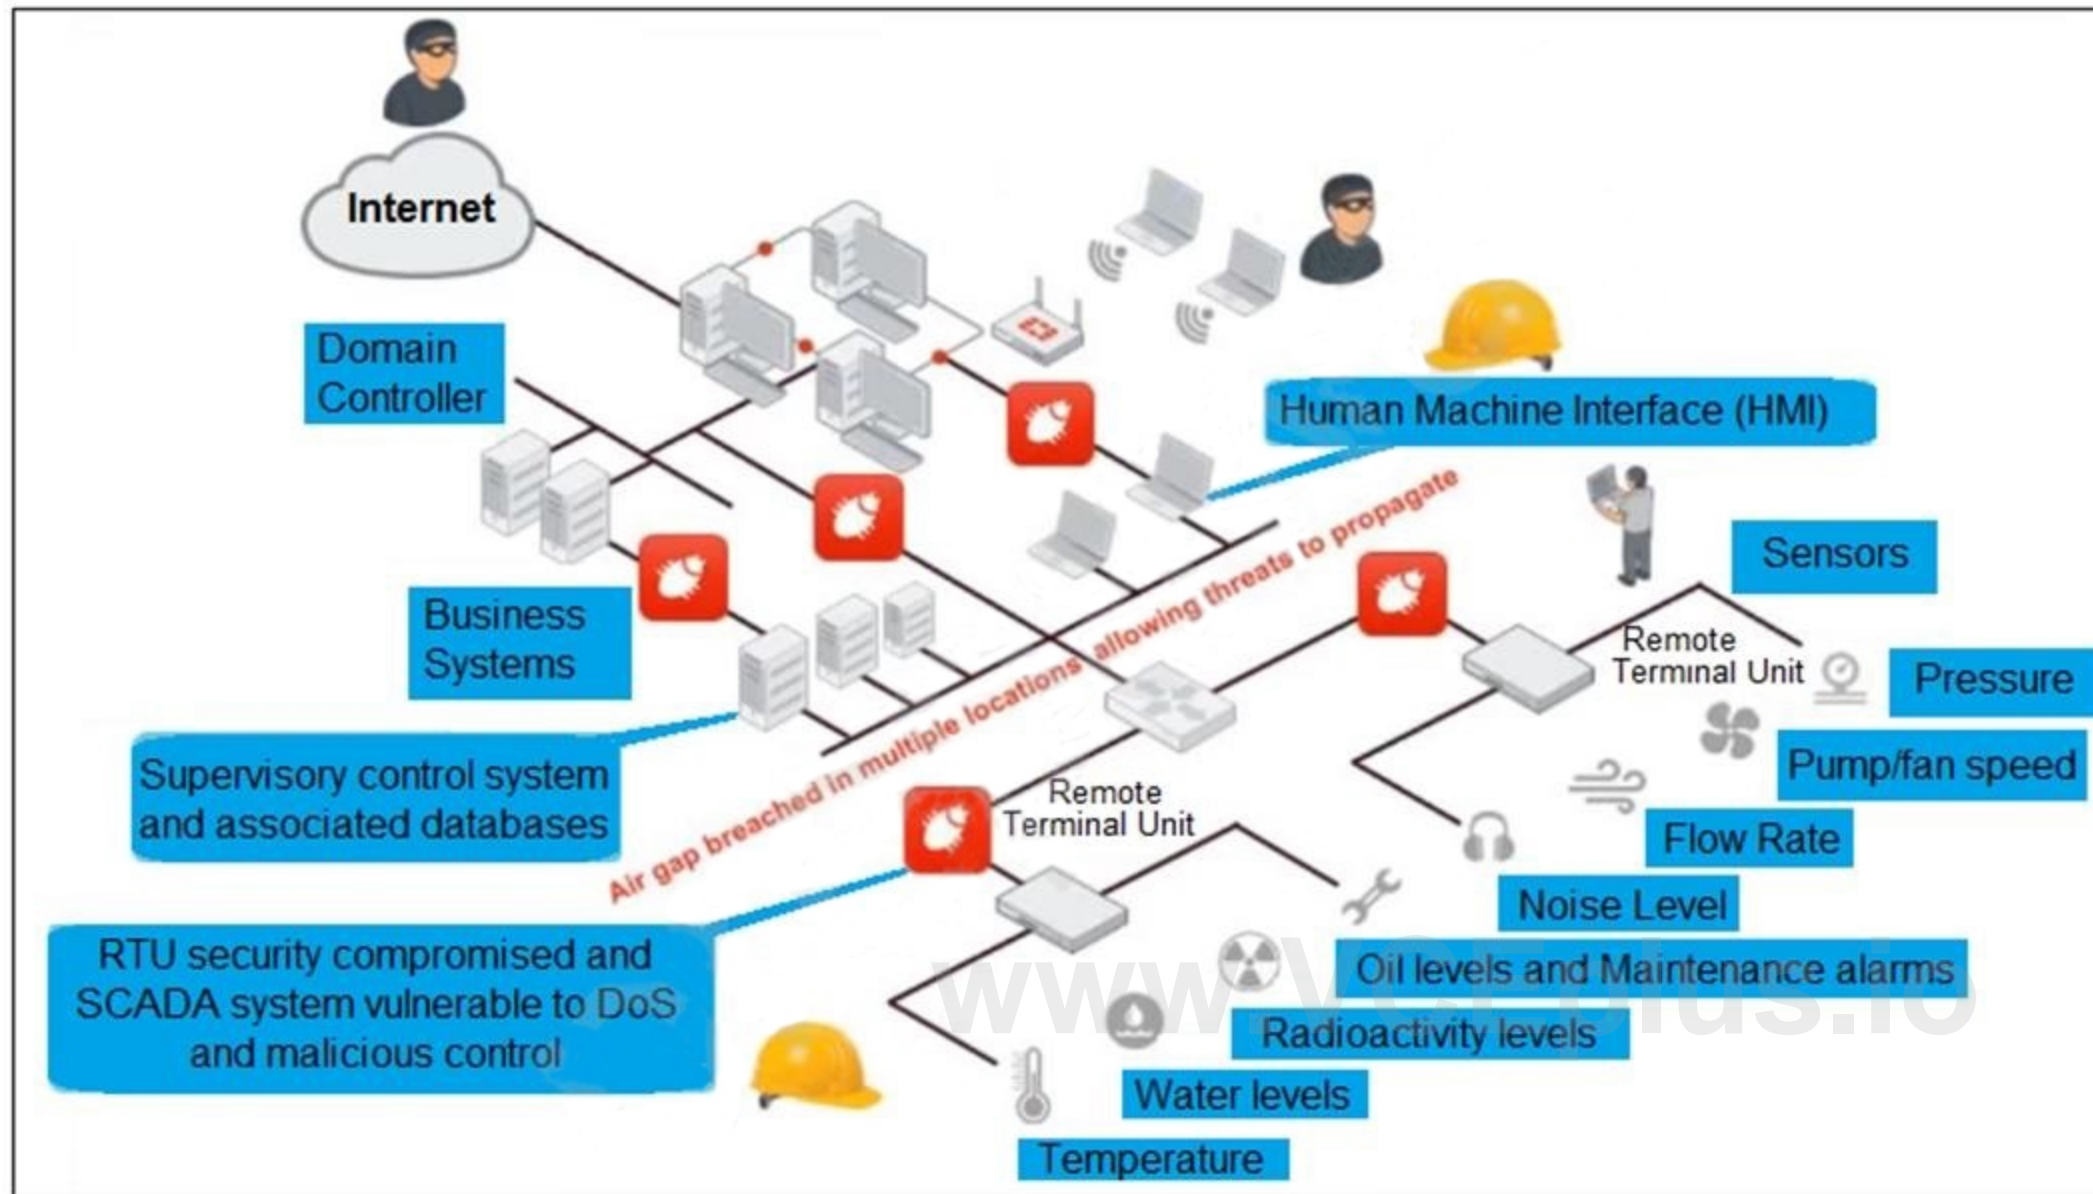 Internet
Domain
Controller
Human Machine Interface (HMI)
Sensors
Business
Systems
Remote
Terminal Unit
Pressure
Air gap breached in multiple locations allowing threats to propagate
Pump/fan speed
Supervisory control system
and associated databases
Remote
Terminal Unit
Flow Rate
Noise Level
RTU security compromised and
SCADA system vulnerable to DoS
and malicious control
Oil levels and Maintenance alarms
www.VCEplus.io
Radioactivity levels
Water levels
Temperature